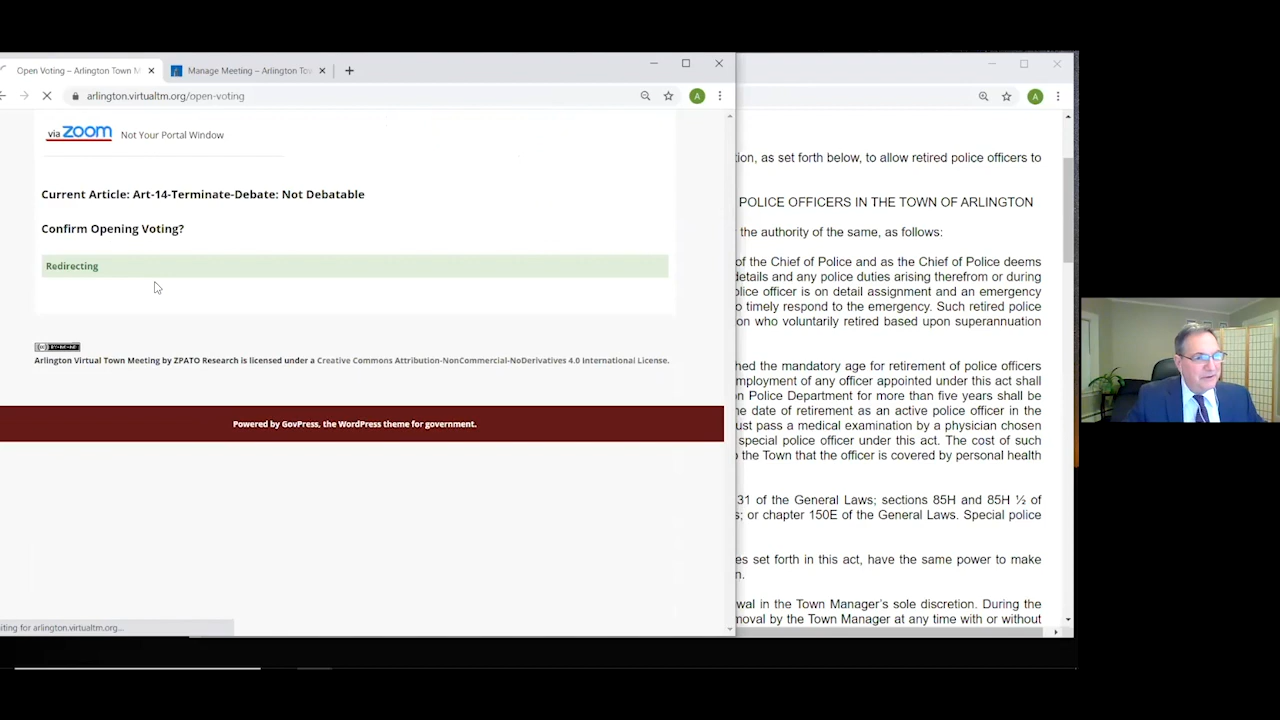 Open Voting – Arlington Town M
Manage Meeting – Arlington Tow
arlington.virtualtm.org/open-voting
A
A
via zoom Not Your Portal Window
Current Article: Art-14-Terminate-Debate: Not Debatable
Confirm Opening Voting?
Redirecting
Arlington Virtual Town Meeting by ZPATO Research is licensed under a Creative Commons Attribution-NonCommercial-NoDerivatives 4.0 International License.
Powered by GovPress, the WordPress theme for government.
iting for arlington.virtualtm.org...
tion, as set forth below, to allow retired police officers to
POLICE OFFICERS IN THE TOWN OF ARLINGTON
the authority of the same, as follows:
of the Chief of Police and as the Chief of Police deems
details and any police duties arising therefrom or during
olice officer is on detail assignment and an emergency
o timely respond to the emergency. Such retired police
on who voluntarily retired based upon superannuation
hed the mandatory age for retirement of police officers
mployment of any officer appointed under this act shall
n Police Department for more than five years shall be
he date of retirement as an active police officer in the
ust pass a medical examination by a physician chosen
special police officer under this act. The cost of such
o the Town that the officer is covered by personal health
31 of the General Laws; sections 85H and 85H ½ of
s; or chapter 150E of the General Laws. Special police
es set forth in this act, have the same power to make
n.
wal in the Town Manager's sole discretion. During the
moval by the Town Manager at any time with or without